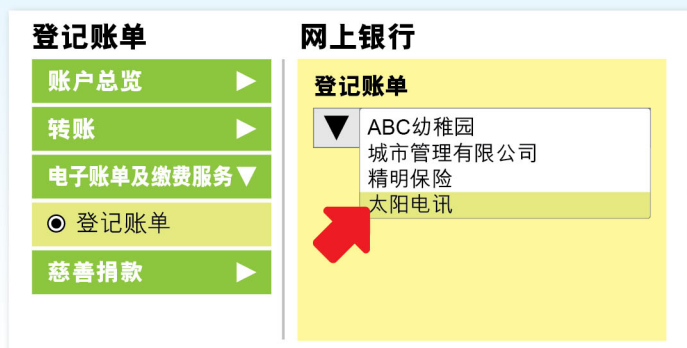 登记账单
账户总览
转账
电子账单及缴费服务
登记账单
慈善捐款
网上银行
登记账单
ABC幼稚园
城市管理有限公司
精明保险
太阳电讯